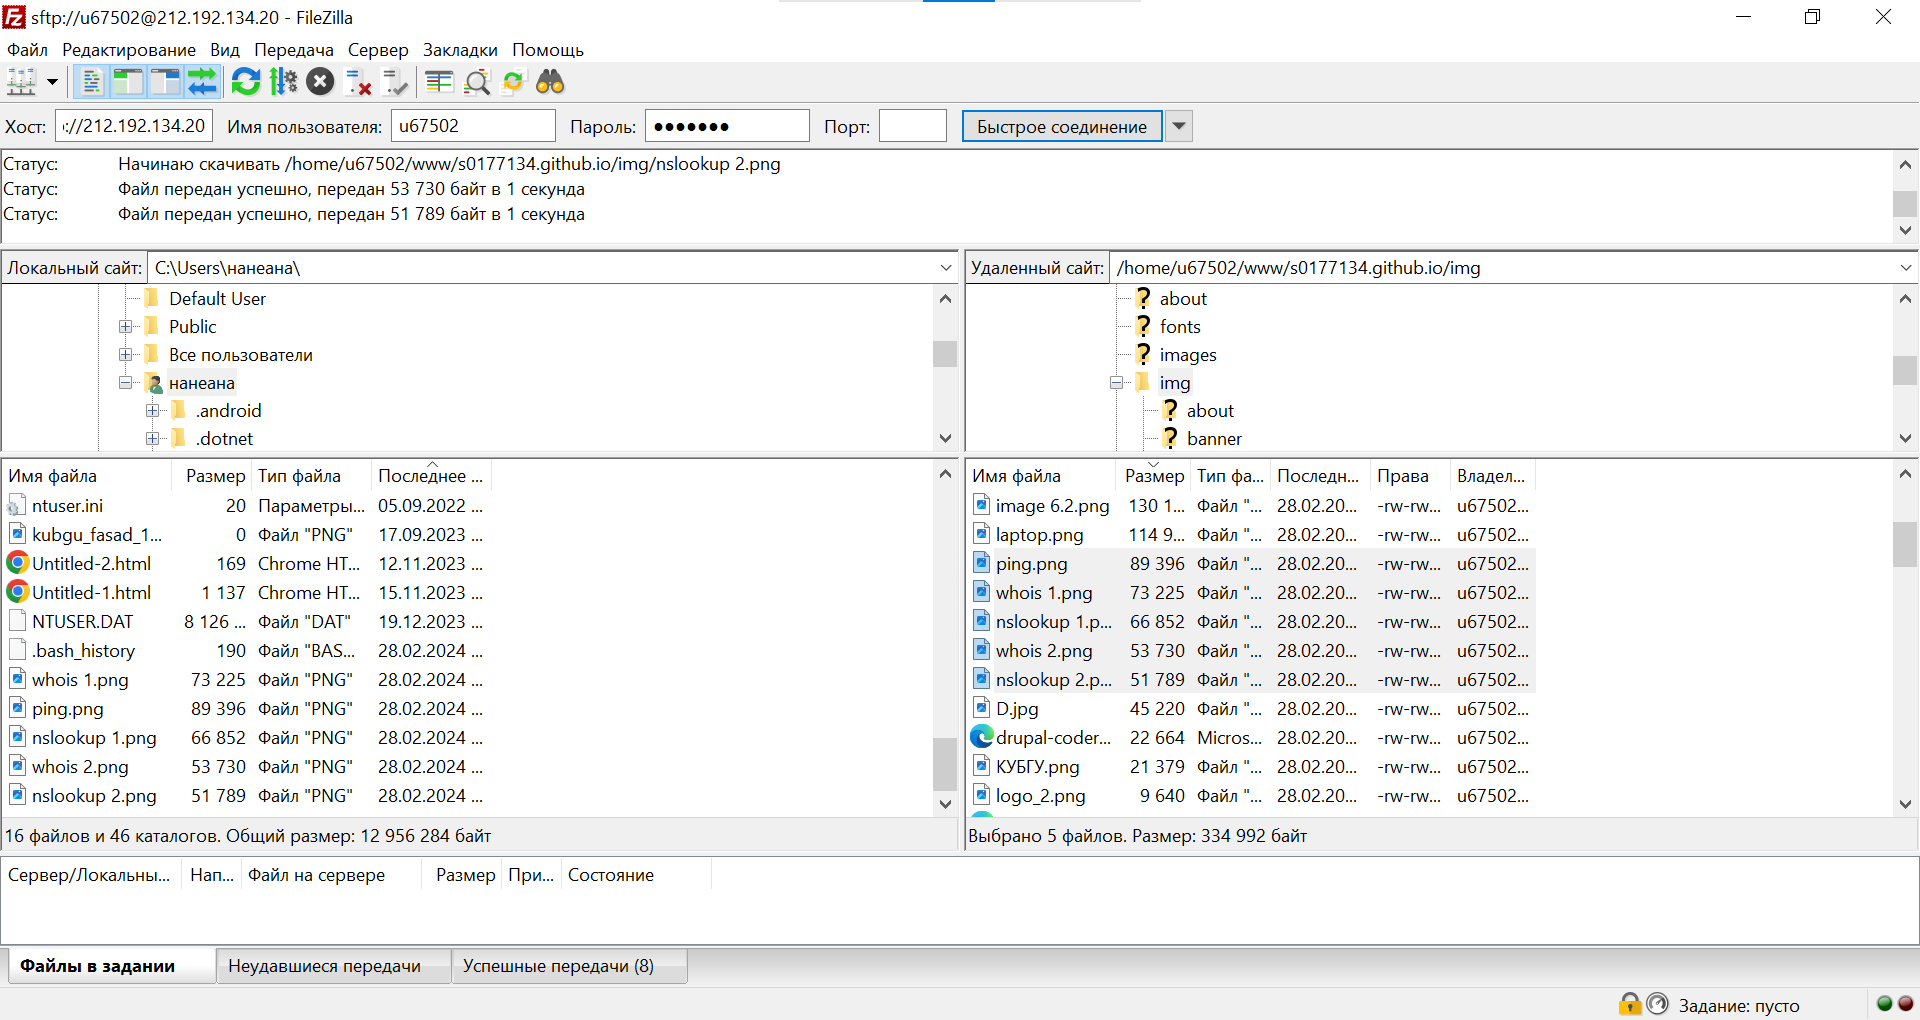 sftp://u67502@212.192.134.20 - FileZilla
Файл Редактирование Вид Передача Сервер Закладки Помощь
Хост: ://212.192.134.20 Имя пользователя: u67502 Пароль: ●●●●●●● Порт: Быстрое соединение
Статус: Начинаю скачивать /home/u67502/www/s0177134.github.io/img/nslookup 2.png
Статус: Файл передан успешно, передан 53 730 байт в 1 секунда
Статус: Файл передан успешно, передан 51 789 байт в 1 секунда
Локальный сайт: C:\Users\нанеана\
Default User
Public
Все пользователи
нанеана
.android
.dotnet
Удаленный сайт: /home/u67502/www/s0177134.github.io/img
about
fonts
images
img
about
banner
Имя файла Размер Тип файла Последнее ...
ntuser.ini 20 Параметры... 05.09.2022 ...
kubgu_fasad_1... 0 Файл "PNG" 17.09.2023 ...
Untitled-2.html 169 Chrome HT... 12.11.2023 ...
Untitled-1.html 1 137 Chrome HT... 15.11.2023 ...
NTUSER.DAT 8 126 ... Файл "DAT" 19.12.2023 ...
.bash_history 190 Файл "BAS... 28.02.2024 ...
whois 1.png 73 225 Файл "PNG" 28.02.2024 ...
ping.png 89 396 Файл "PNG" 28.02.2024 ...
nslookup 1.png 66 852 Файл "PNG" 28.02.2024 ...
whois 2.png 53 730 Файл "PNG" 28.02.2024 ...
nslookup 2.png 51 789 Файл "PNG" 28.02.2024 ...
16 файлов и 46 каталогов. Общий размер: 12 956 284 байт
Имя файла Размер Тип фа... Последн... Права Владел...
image 6.2.png 130 1... Файл "... 28.02.20... -rw-rw... u67502...
laptop.png 114 9... Файл "... 28.02.20... -rw-rw... u67502...
ping.png 89 396 Файл "... 28.02.20... -rw-rw... u67502...
whois 1.png 73 225 Файл "... 28.02.20... -rw-rw... u67502...
nslookup 1.p... 66 852 Файл "... 28.02.20... -rw-rw... u67502...
whois 2.png 53 730 Файл "... 28.02.20... -rw-rw... u67502...
nslookup 2.p... 51 789 Файл "... 28.02.20... -rw-rw... u67502...
D.jpg 45 220 Файл "... 28.02.20... -rw-rw... u67502...
drupal-coder... 22 664 Micros... 28.02.20... -rw-rw... u67502...
КУБГУ.png 21 379 Файл "... 28.02.20... -rw-rw... u67502...
logo_2.png 9 640 Файл "... 28.02.20... -rw-rw... u67502...
Выбрано 5 файлов. Размер: 334 992 байт
Сервер/Локальны... Нап... Файл на сервере Размер При... Состояние
Файлы в задании Неудавшиеся передачи Успешные передачи (8)
Задание: пусто